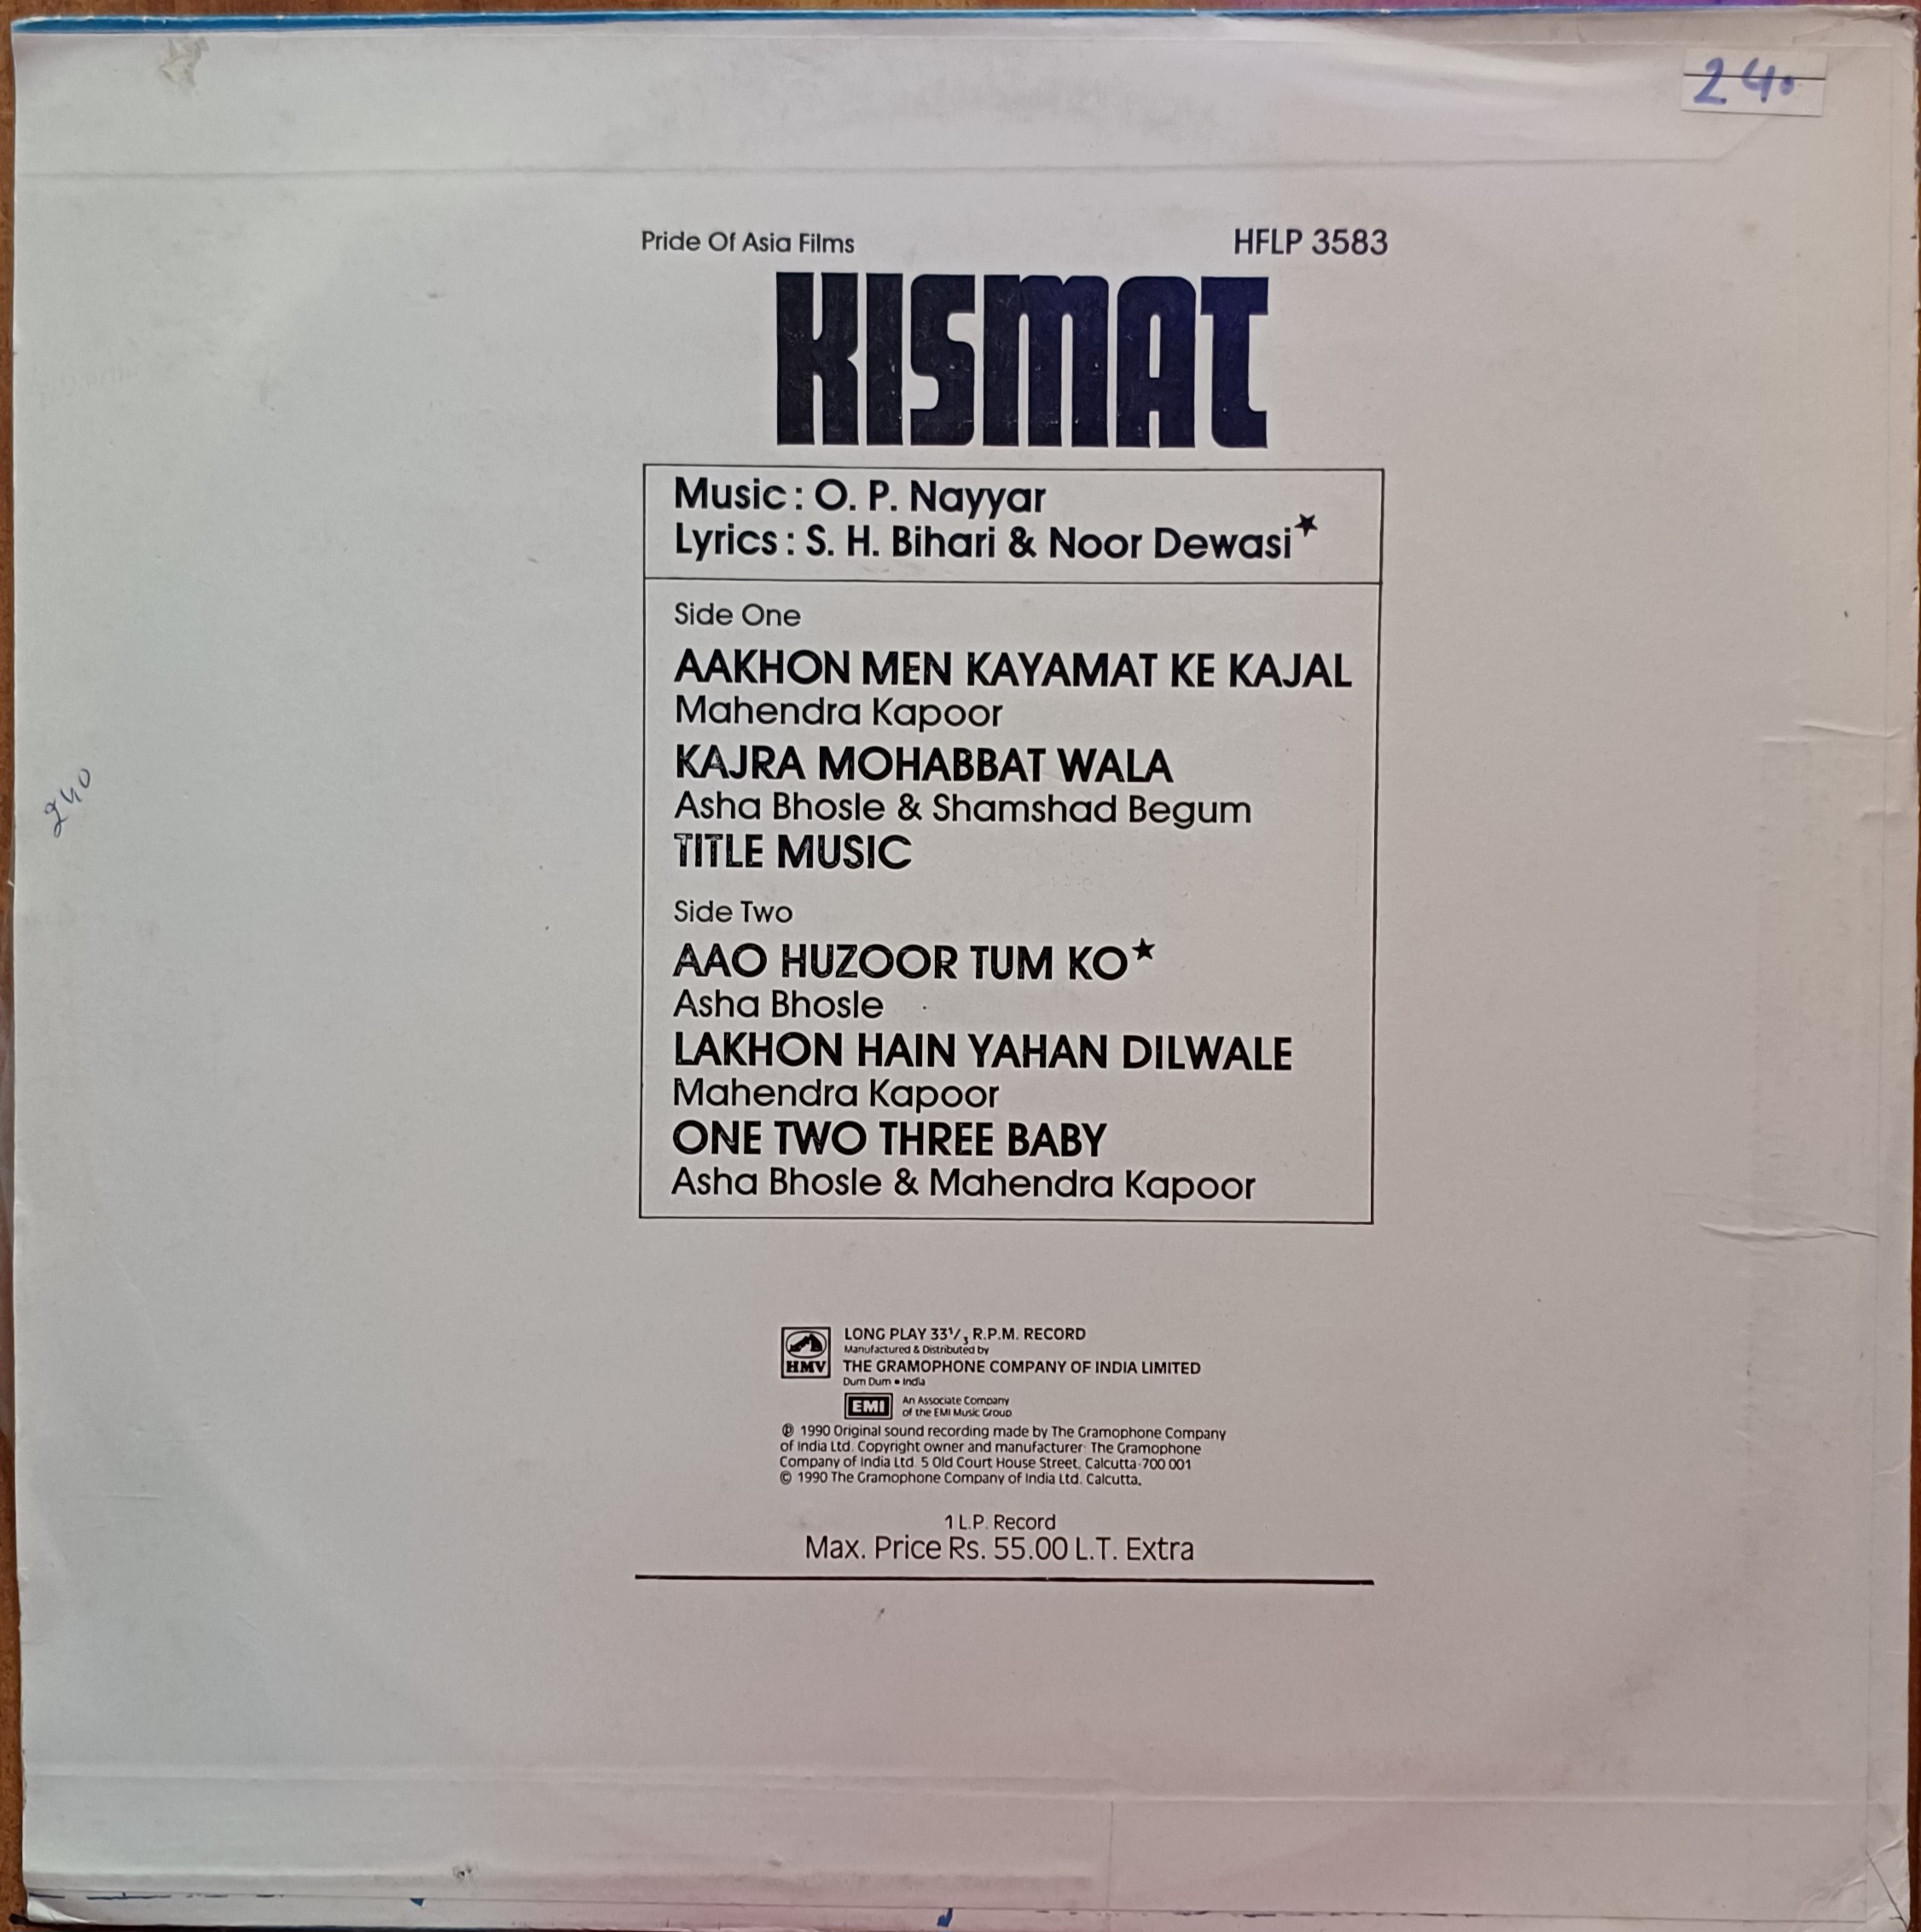 240
Pride Of Asia Films
HFLP 3583
KISMAT
Music : O. P. Nayyar
Lyrics : S. H. Bihari & Noor Dewasi★
Side One
AAKHON MEN KAYAMAT KE KAJAL
Mahendra Kapoor
KAJRA MOHABBAT WALA
Asha Bhosle & Shamshad Begum
TITLE MUSIC
Side Two
AAO HUZOOR TUM KO★
Asha Bhosle
LAKHON HAIN YAHAN DILWALE
Mahendra Kapoor
ONE TWO THREE BABY
Asha Bhosle & Mahendra Kapoor
240
HMV
LONG PLAY 33 1/3 R.P.M. RECORD
Manufactured & Distributed by
THE GRAMOPHONE COMPANY OF INDIA LIMITED
Dum Dum • India
EMI
An Associate Company
of the EMI Music Group
℗ 1990 Original sound recording made by The Gramophone Company
of India Ltd. Copyright owner and manufacturer: The Gramophone
Company of India Ltd. 5 Old Court House Street, Calcutta-700 001
© 1990 The Gramophone Company of India Ltd. Calcutta.
1 L.P. Record
Max. Price Rs. 55.00 L.T. Extra